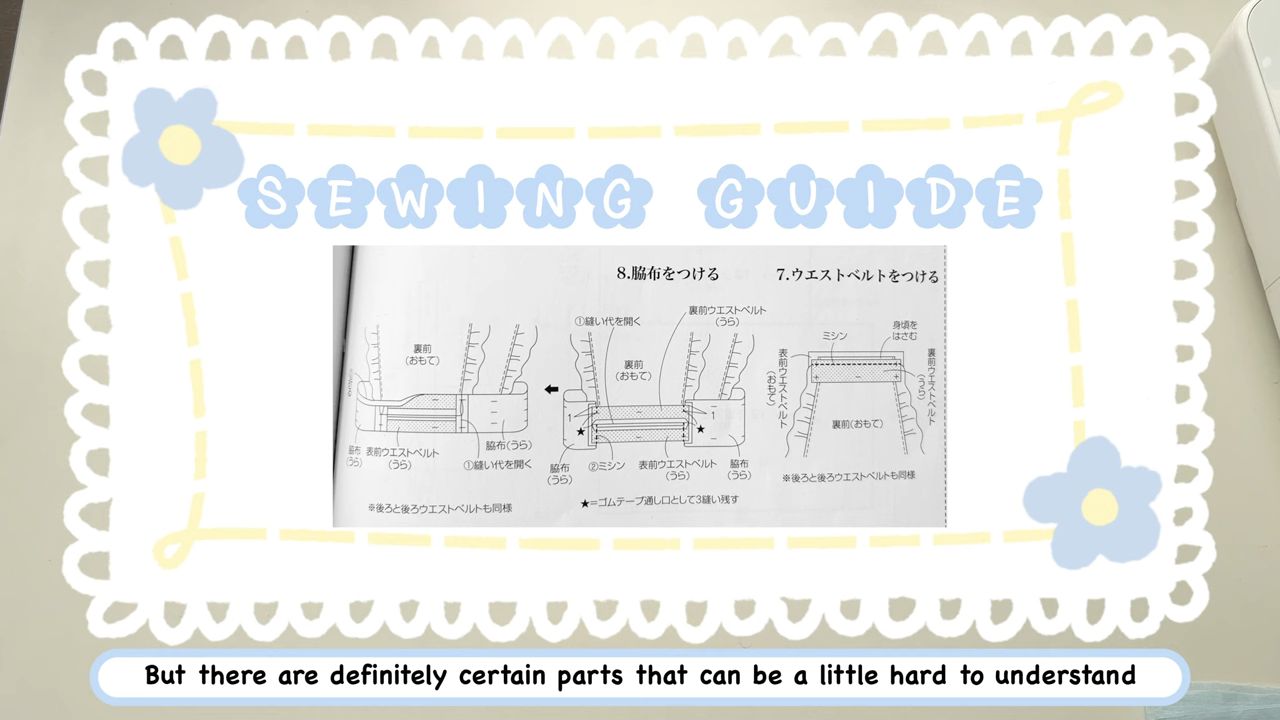 SEWING GUIDE
8.脇布をつける
7.ウエストベルトをつける
①縫い代を開く
裏前ウエストベルト
(うら)
裏前
(おもて)
裏前
(おもて)
1
1
★
★
脇布
(うら)
表前ウエストベルト
(うら)
①縫い代を開く
脇布(うら)
脇布
(うら)
②ミシン
表前ウエストベルト
(うら)
脇布
(うら)
※後ろと後ろウエストベルトも同様
★=ゴムテープ通し口として3縫い残す
ミシン
身頃を
はさむ
表前ウエストベルト
(おもて)
裏前ウエストベルト
(うら)
裏前(おもて)
※後ろと後ろウエストベルトも同様
But there are definitely certain parts that can be a little hard to understand